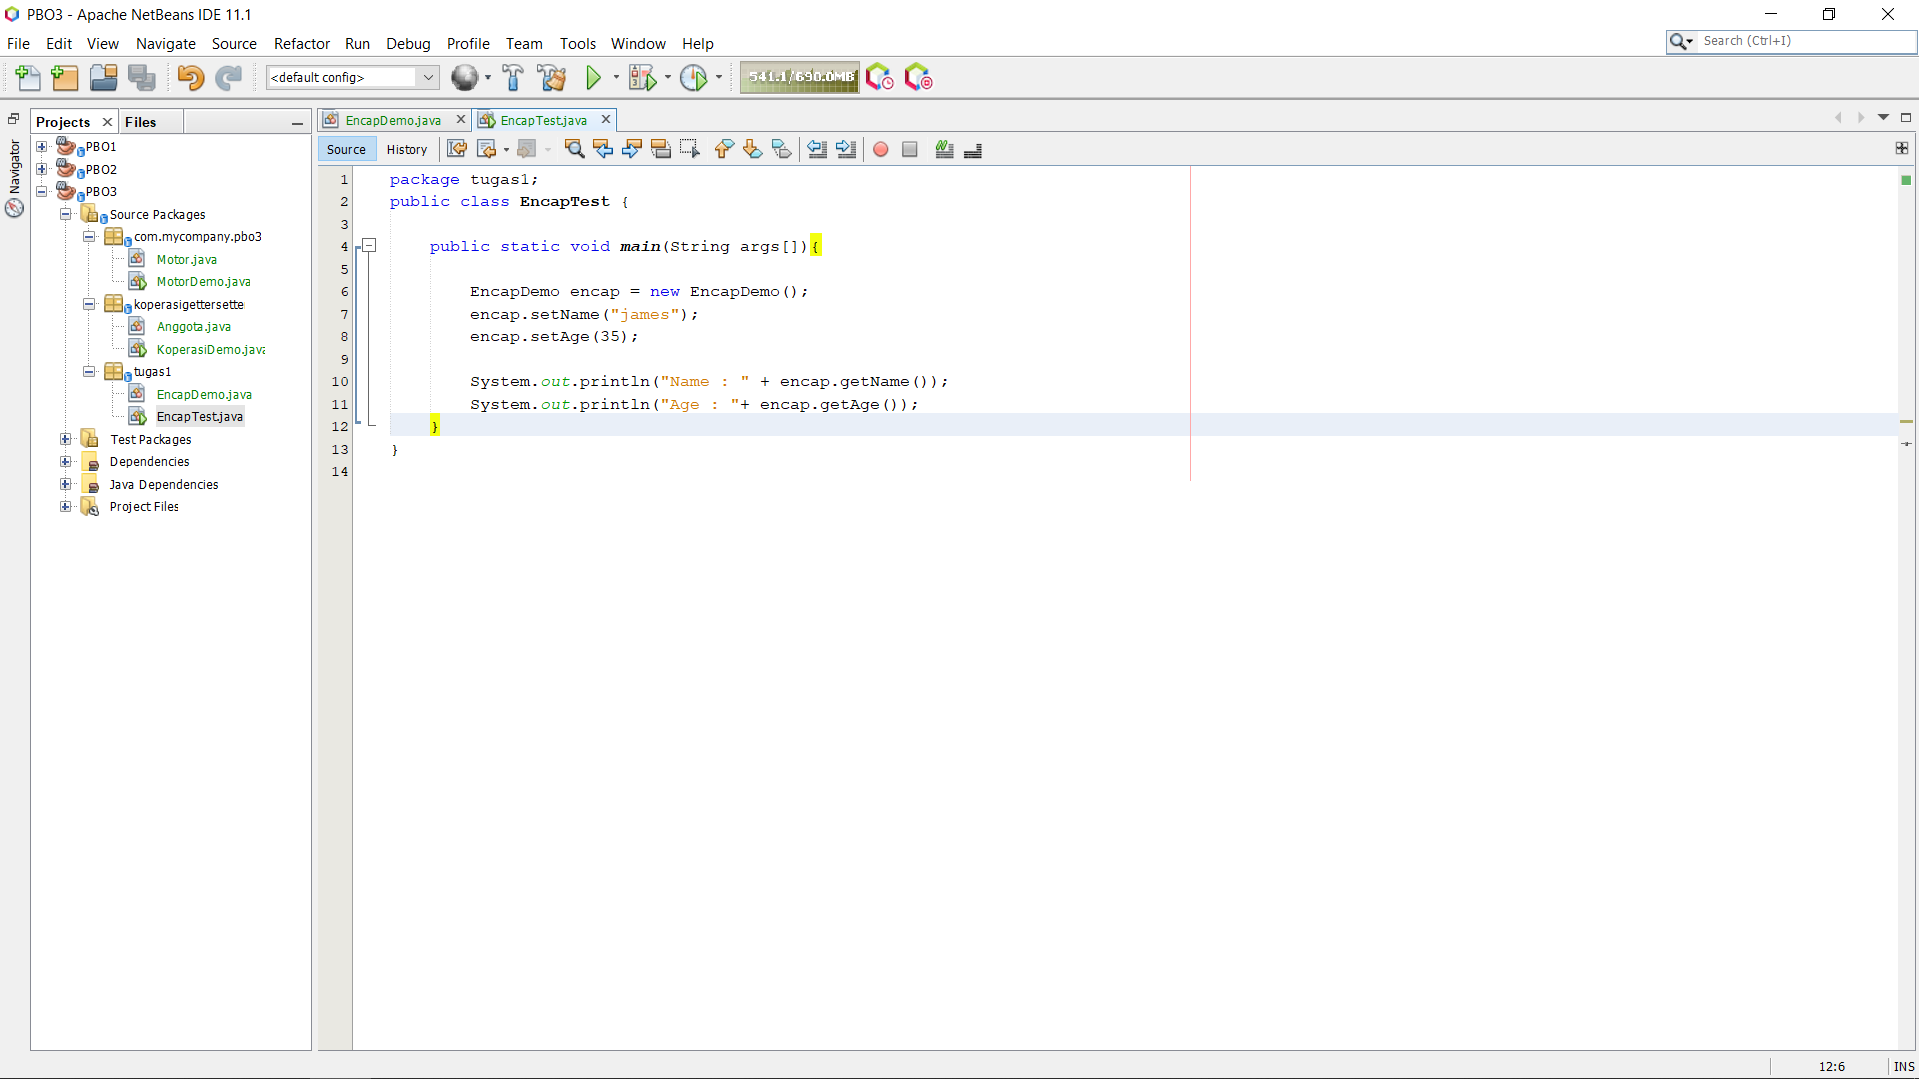 PBO3 - Apache NetBeans IDE 11.1
File Edit View Navigate Source Refactor Run Debug Profile Team Tools Window Help
Search (Ctrl+I)
<default config>
541.1/690.0MB
Projects Files
Navigator
PBO1
PBO2
PBO3
Source Packages
com.mycompany.pbo3
Motor.java
MotorDemo.java
koperasigettersette
Anggota.java
KoperasiDemo.java
tugas1
EncapDemo.java
EncapTest.java
Test Packages
Dependencies
Java Dependencies
Project Files
EncapDemo.java EncapTest.java
Source History
1 package tugas1;
2 public class EncapTest {
3
4 public static void main(String args[]){
5
6 EncapDemo encap = new EncapDemo();
7 encap.setName("james");
8 encap.setAge(35);
9
10 System.out.println("Name : " + encap.getName());
11 System.out.println("Age : "+ encap.getAge());
12 }
13 }
14
12:6 INS